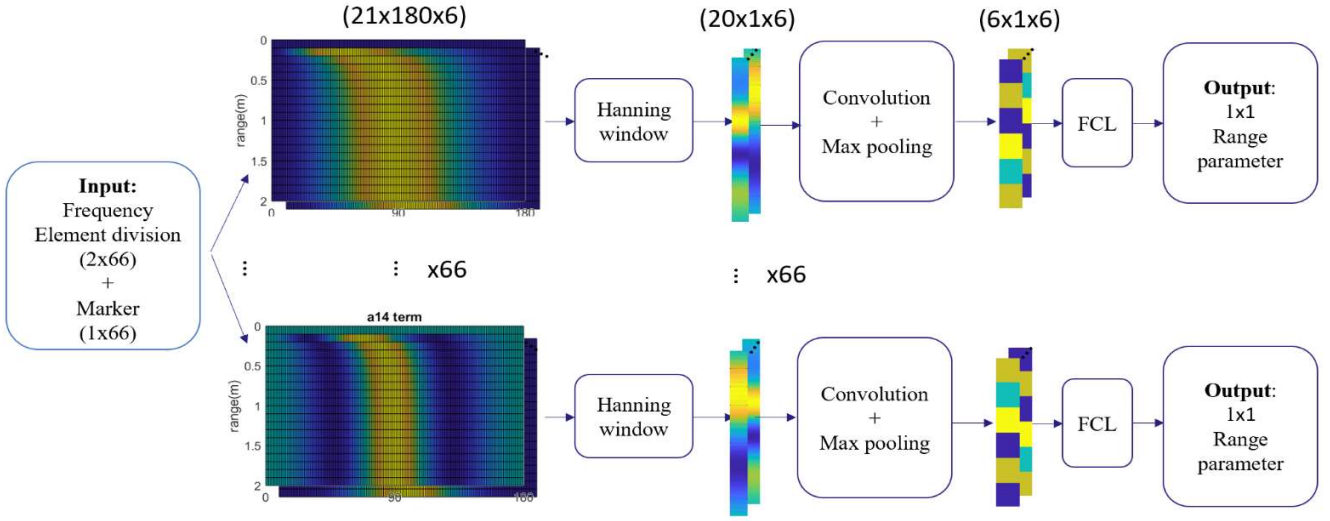 (21x180x6)
(20x1x6)
(6x1x6)
0
0.5
1
1.5
2
range(m)
0
90
180
Hanning
window
Convolution
+
Max pooling
FCL
Output:
1x1
Range
parameter
Input:
Frequency
Element division
(2x66)
+
Marker
(1x66)
x66
x66
a14 term
0
0.5
1
1.5
2
range(m)
0
90
180
Hanning
window
Convolution
+
Max pooling
FCL
Output:
1x1
Range
parameter